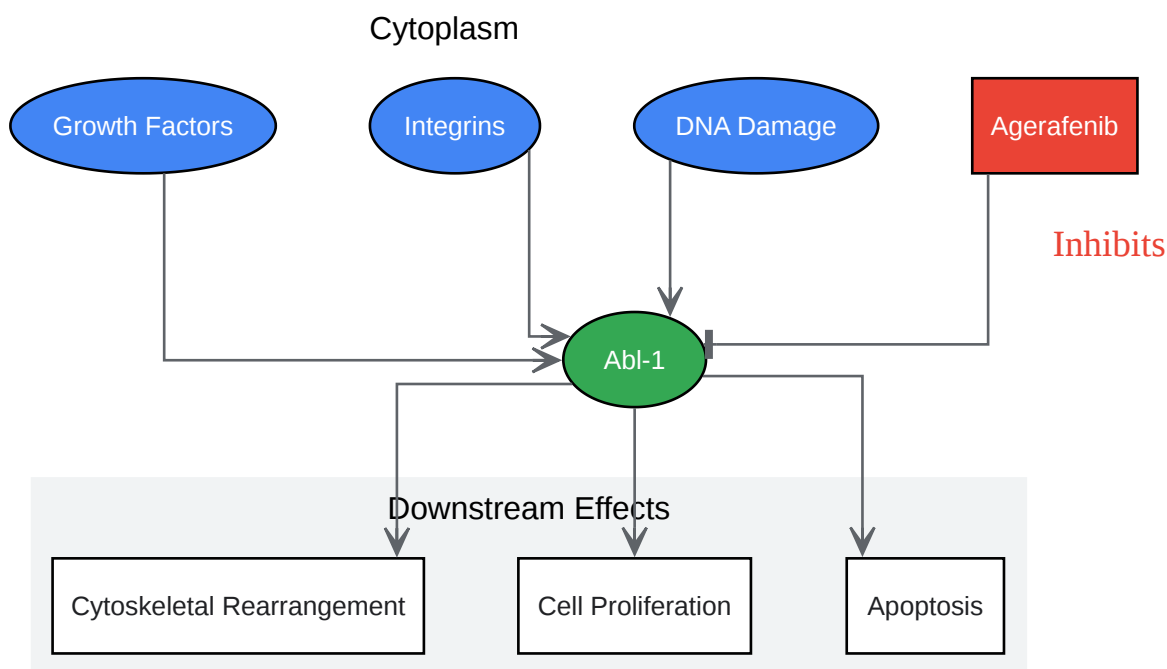 Cytoplasm
Growth Factors
Integrins
DNA Damage
Agerafenib
Inhibits
Abl-1
Downstream Effects
Cytoskeletal Rearrangement
Cell Proliferation
Apoptosis